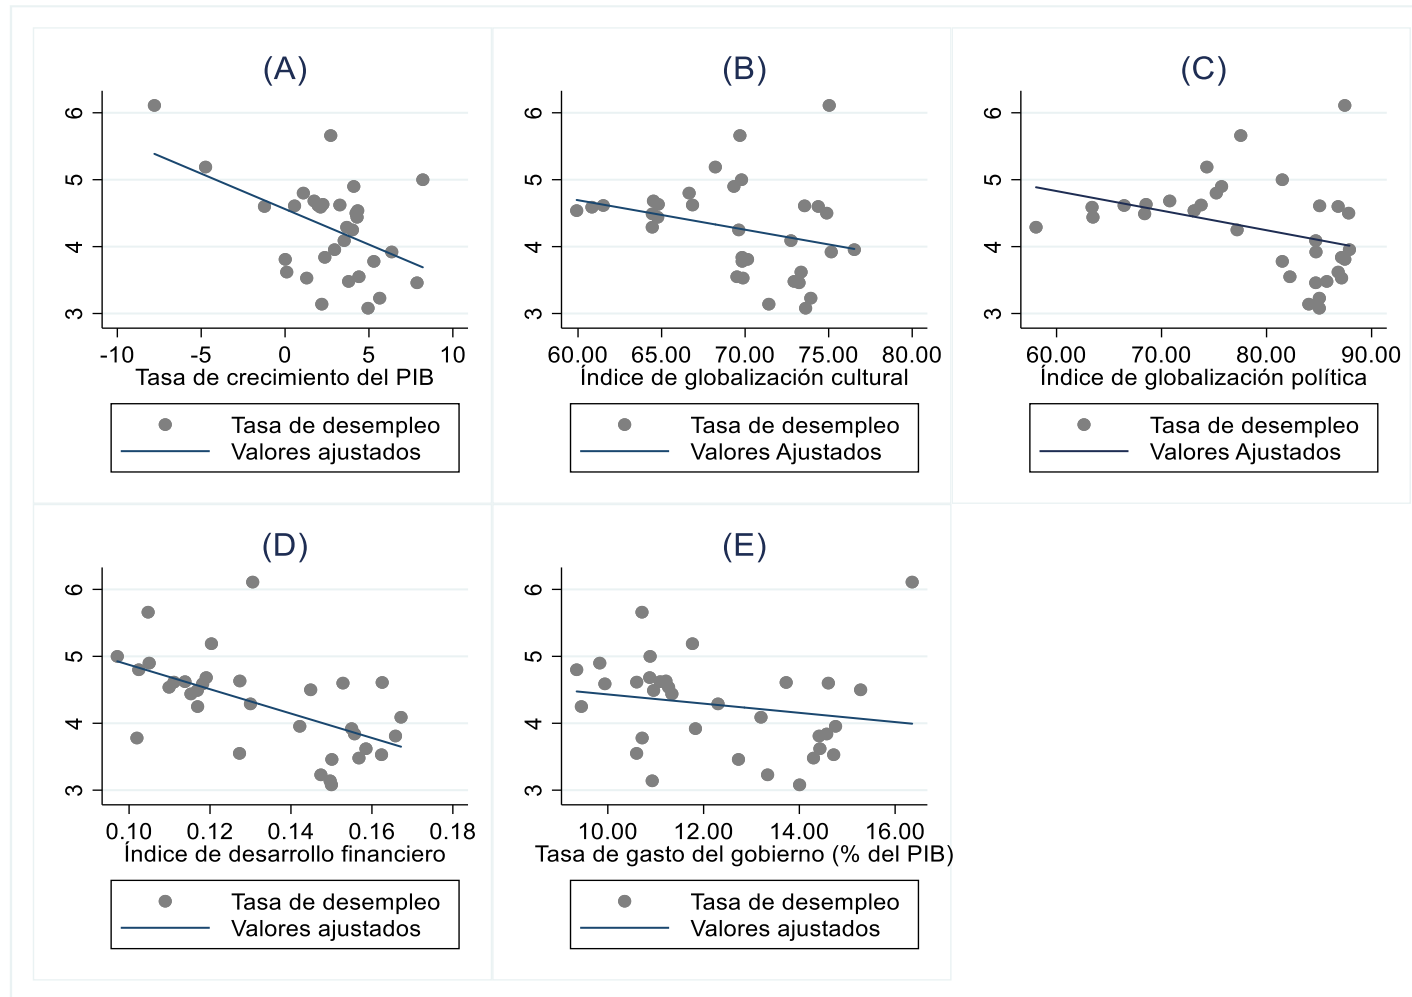 (A)
6
5
4
3
-10 -5 0 5 10
Tasa de crecimiento del PIB
Tasa de desempleo
Valores ajustados
(B)
6
5
4
3
60.00 65.00 70.00 75.00 80.00
Índice de globalización cultural
Tasa de desempleo
Valores Ajustados
(C)
6
5
4
3
60.00 70.00 80.00 90.00
Índice de globalización política
Tasa de desempleo
Valores Ajustados
(D)
6
5
4
3
0.10 0.12 0.14 0.16 0.18
Índice de desarrollo financiero
Tasa de desempleo
Valores ajustados
(E)
6
5
4
3
10.00 12.00 14.00 16.00
Tasa de gasto del gobierno (% del PIB)
Tasa de desempleo
Valores ajustados